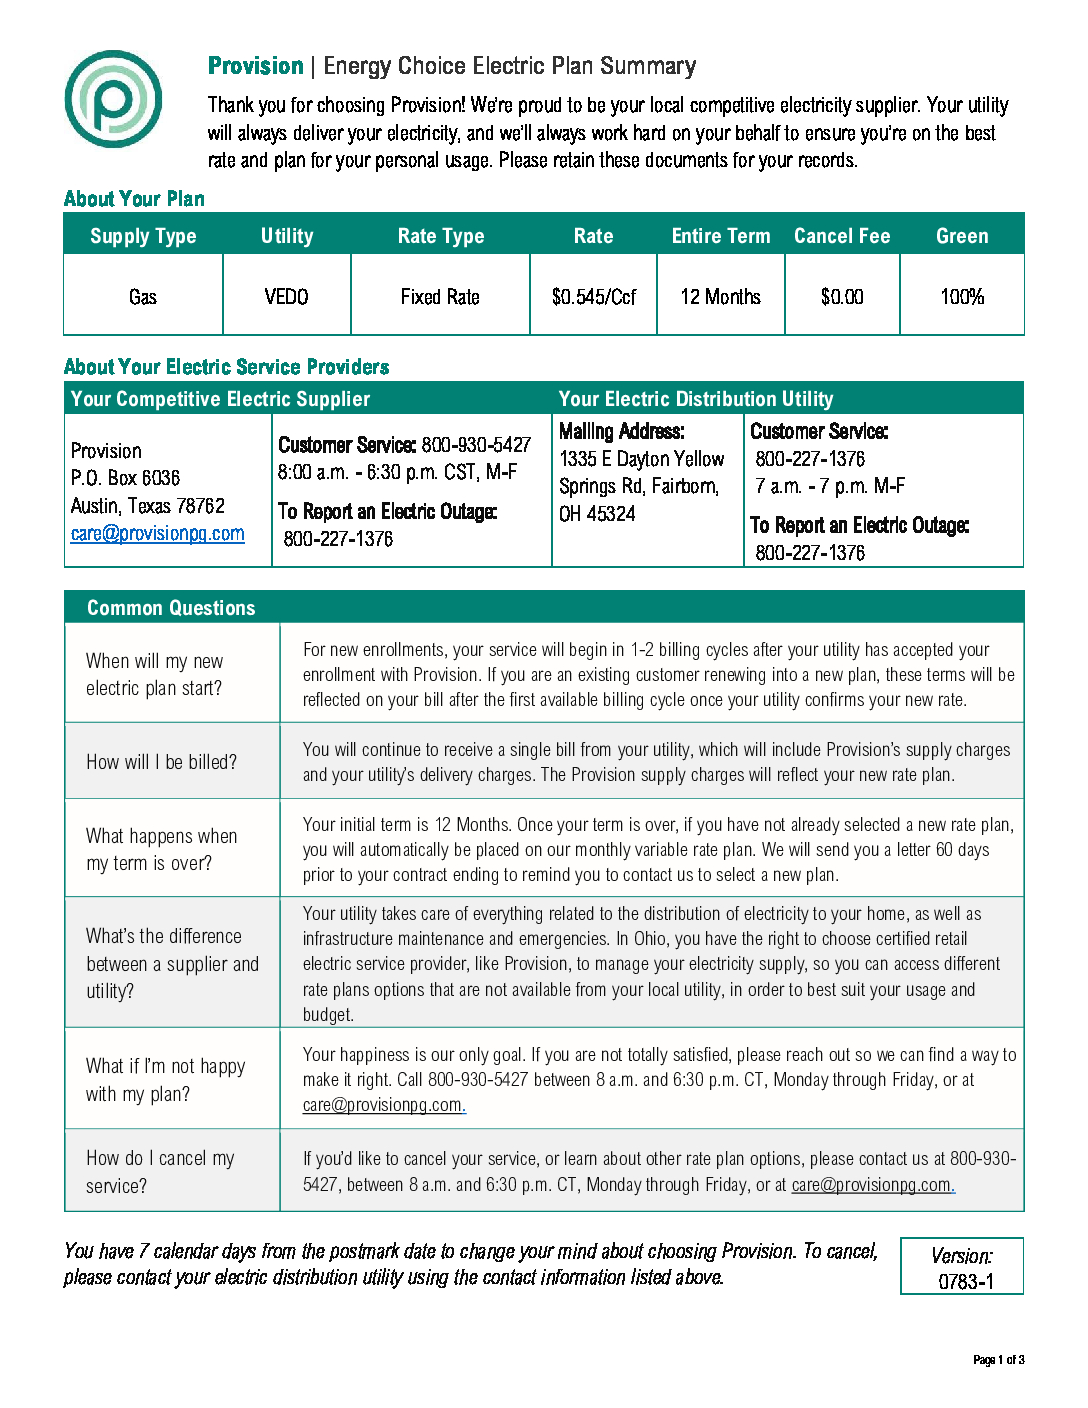 Provision | Energy Choice Electric Plan Summary
Thank you for choosing Provision! We're proud to be your local competitive electricity supplier. Your utility
will always deliver your electricity, and we'll always work hard on your behalf to ensure you're on the best
rate and plan for your personal usage. Please retain these documents for your records.
About Your Plan
Supply Type Utility Rate Type Rate Entire Term Cancel Fee Green
Gas VEDO Fixed Rate $0.545/Ccf 12 Months $0.00 100%
About Your Electric Service Providers
Your Competitive Electric Supplier Your Electric Distribution Utility
Provision
P.O. Box 6036
Austin, Texas 78762
care@provisionpg.com
Customer Service: 800-930-5427
8:00 a.m. - 6:30 p.m. CST, M-F
To Report an Electric Outage:
800-227-1376
Mailing Address:
1335 E Dayton Yellow
Springs Rd, Fairborn,
OH 45324
Customer Service:
800-227-1376
7 a.m. - 7 p.m. M-F
To Report an Electric Outage:
800-227-1376
Common Questions
When will my new
electric plan start?
For new enrollments, your service will begin in 1-2 billing cycles after your utility has accepted your
enrollment with Provision. If you are an existing customer renewing into a new plan, these terms will be
reflected on your bill after the first available billing cycle once your utility confirms your new rate.
How will I be billed?
You will continue to receive a single bill from your utility, which will include Provision's supply charges
and your utility's delivery charges. The Provision supply charges will reflect your new rate plan.
What happens when
my term is over?
Your initial term is 12 Months. Once your term is over, if you have not already selected a new rate plan,
you will automatically be placed on our monthly variable rate plan. We will send you a letter 60 days
prior to your contract ending to remind you to contact us to select a new plan.
What's the difference
between a supplier and
utility?
Your utility takes care of everything related to the distribution of electricity to your home, as well as
infrastructure maintenance and emergencies. In Ohio, you have the right to choose certified retail
electric service provider, like Provision, to manage your electricity supply, so you can access different
rate plans options that are not available from your local utility, in order to best suit your usage and
budget.
What if I'm not happy
with my plan?
Your happiness is our only goal. If you are not totally satisfied, please reach out so we can find a way to
make it right. Call 800-930-5427 between 8 a.m. and 6:30 p.m. CT, Monday through Friday, or at
care@provisionpg.com.
How do I cancel my
service?
If you'd like to cancel your service, or learn about other rate plan options, please contact us at 800-930-
5427, between 8 a.m. and 6:30 p.m. CT, Monday through Friday, or at care@provisionpg.com.
You have 7 calendar days from the postmark date to change your mind about choosing Provision. To cancel,
please contact your electric distribution utility using the contact information listed above.
Version:
0783-1
Page 1 of 3